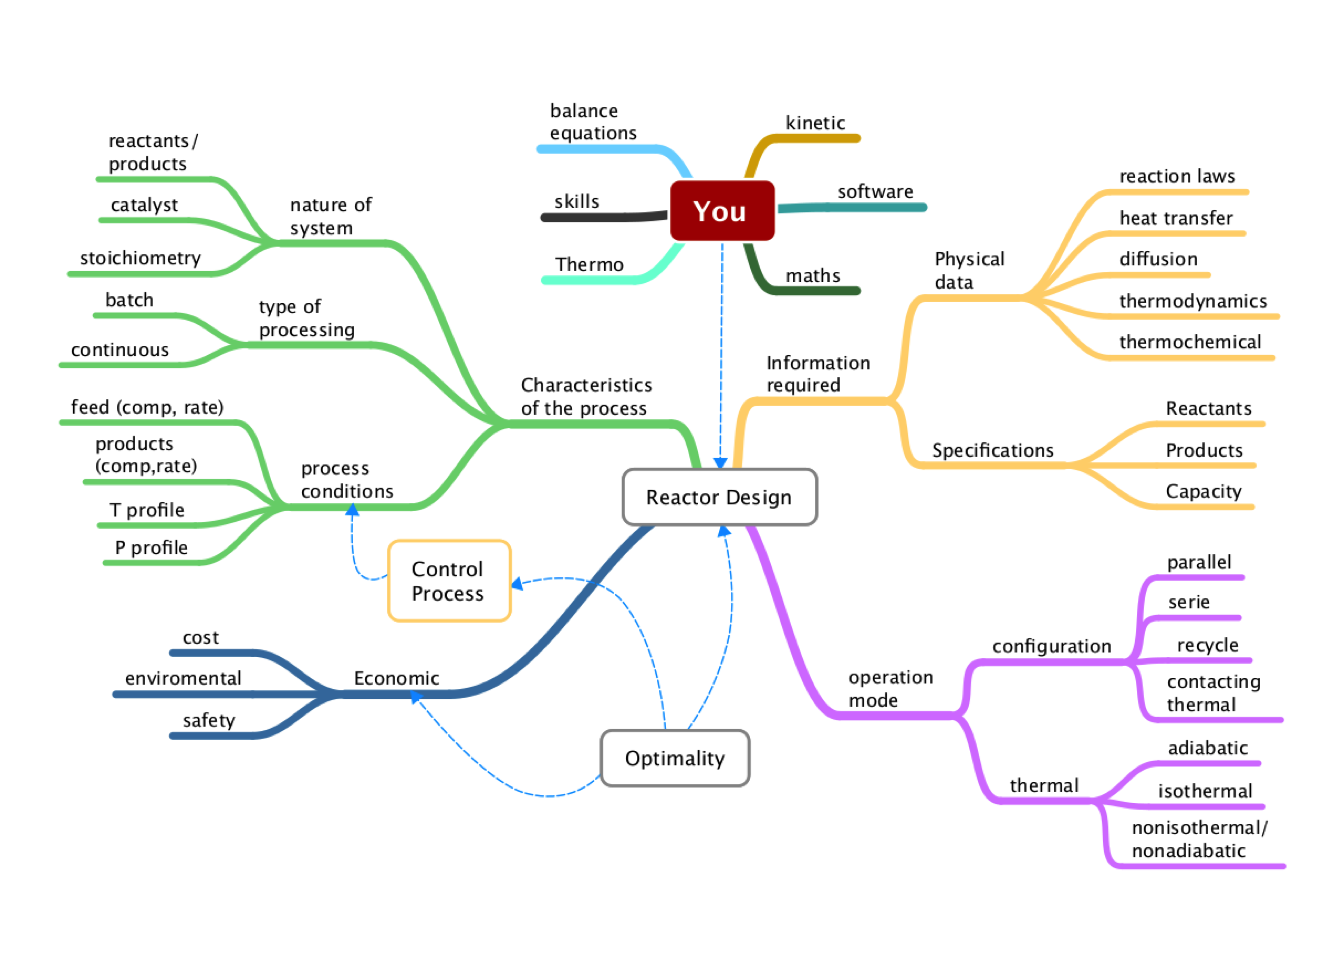 balance
equations
kinetic
skills
You
software
Thermo
maths
reactants/
products
catalyst
stoichiometry
nature of
system
batch
continuous
type of
processing
feed (comp, rate)
products
(comp,rate)
T profile
P profile
process
conditions
Characteristics
of the process
Information
required
Physical
data
reaction laws
heat transfer
diffusion
thermodynamics
thermochemical
Specifications
Reactants
Products
Capacity
Reactor Design
Control
Process
cost
enviromental
safety
Economic
Optimality
operation
mode
configuration
parallel
serie
recycle
contacting
thermal
thermal
adiabatic
isothermal
nonisothermal/
nonadiabatic